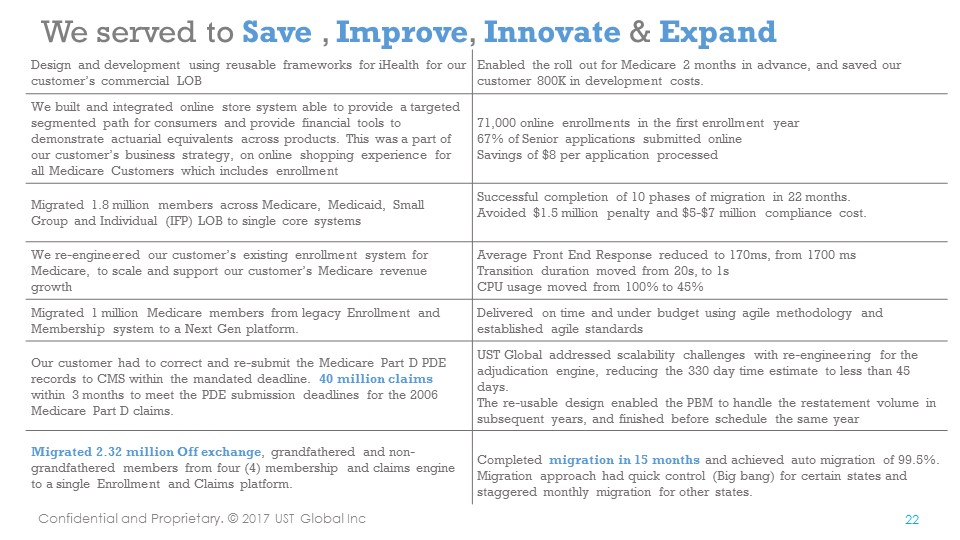 We served to Save , Improve, Innovate & Expand
Design and development using reusable frameworks for iHealth for our
customer's commercial LOB
Enabled the roll out for Medicare 2 months in advance, and saved our
customer 800K in development costs.
We built and integrated online store system able to provide a targeted
segmented path for consumers and provide financial tools to
demonstrate actuarial equivalents across products. This was a part of
our customer's business strategy, on online shopping experience for
all Medicare Customers which includes enrollment
71,000 online enrollments in the first enrollment year
67% of Senior applications submitted online
Savings of $8 per application processed
Migrated 1.8 million members across Medicare, Medicaid, Small
Group and Individual (IFP) LOB to single core systems
Successful completion of 10 phases of migration in 22 months.
Avoided $1.5 million penalty and $5-$7 million compliance cost.
We re-engineered our customer's existing enrollment system for
Medicare, to scale and support our customer's Medicare revenue
growth
Average Front End Response reduced to 170ms, from 1700 ms
Transition duration moved from 20s, to 1s
CPU usage moved from 100% to 45%
Migrated 1 million Medicare members from legacy Enrollment and
Membership system to a Next Gen platform.
Delivered on time and under budget using agile methodology and
established agile standards
Our customer had to correct and re-submit the Medicare Part D PDE
records to CMS within the mandated deadline. 40 million claims
within 3 months to meet the PDE submission deadlines for the 2006
Medicare Part D claims.
UST Global addressed scalability challenges with re-engineering for the
adjudication engine, reducing the 330 day time estimate to less than 45
days.
The re-usable design enabled the PBM to handle the restatement volume in
subsequent years, and finished before schedule the same year
Migrated 2.32 million Off exchange, grandfathered and non-
grandfathered members from four (4) membership and claims engine
to a single Enrollment and Claims platform.
Completed migration in 15 months and achieved auto migration of 99.5%.
Migration approach had quick control (Big bang) for certain states and
staggered monthly migration for other states.
Confidential and Proprietary. © 2017 UST Global Inc
22